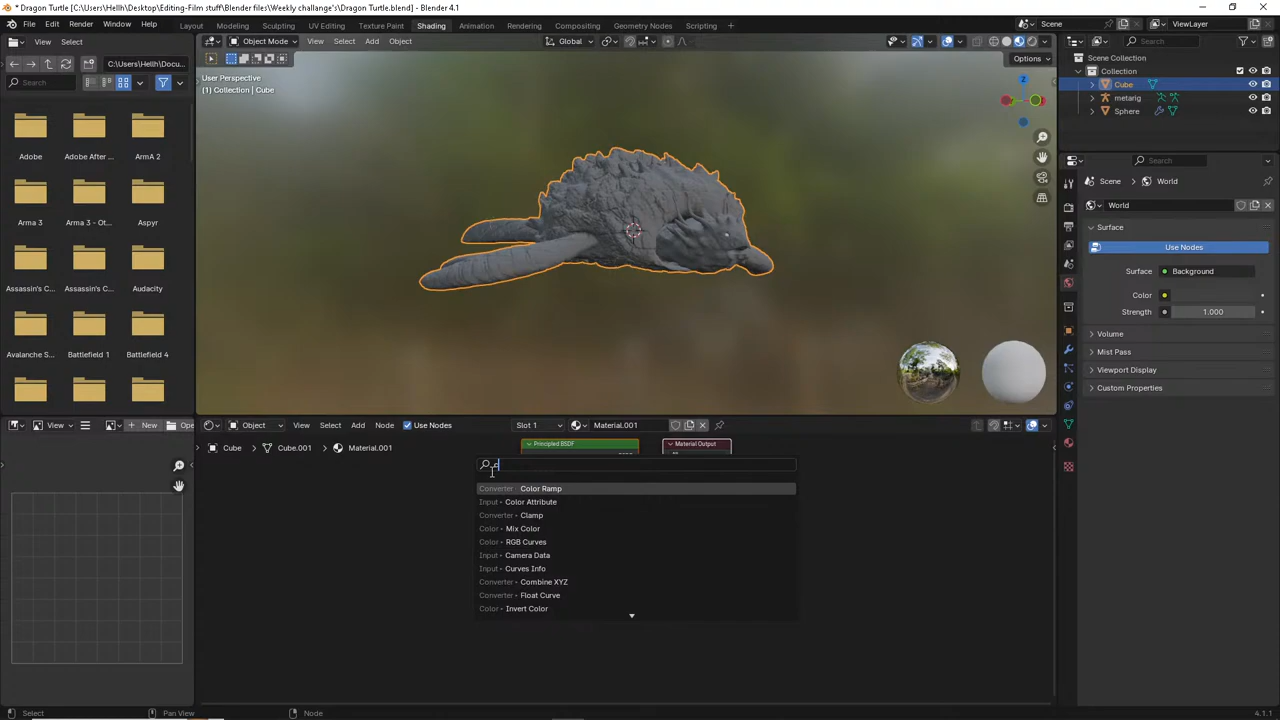 * Dragon Turtle [C:\Users\Hellh\Desktop\Editing-Film stuff\Blender files\Weekly challange's\Dragon Turtle.blend] - Blender 4.1
File Edit Render Window Help Layout Modeling Sculpting UV Editing Texture Paint Shading Animation Rendering Compositing Geometry Nodes Scripting
Scene
ViewLayer
View Select
Object Mode View Select Add Object
Global
Search
C:\Users\Hellh\Docu...
Options
Scene Collection
Collection
Cube
metarig
Sphere
Search
User Perspective
(1) Collection | Cube
Z
Adobe Adobe After ... ArmA 2
Arma 3 Arma 3 - Ot... Aspyr
Assassin's C... Assassin's C... Audacity
Avalanche S... Battlefield 1 Battlefield 4
Search
Scene World
World
Surface
Use Nodes
Surface Background
Color
Strength 1.000
Volume
Mist Pass
Viewport Display
Custom Properties
View New Ope
Object View Select Add Node Use Nodes Slot 1 Material.001
Cube Cube.001 Material.001
Principled BSDF
Material Output
c
Converter Color Ramp
Input Color Attribute
Converter Clamp
Color Mix Color
Color RGB Curves
Input Camera Data
Input Curves Info
Converter Combine XYZ
Converter Float Curve
Color Invert Color
Select Pan View Node 4.1.1